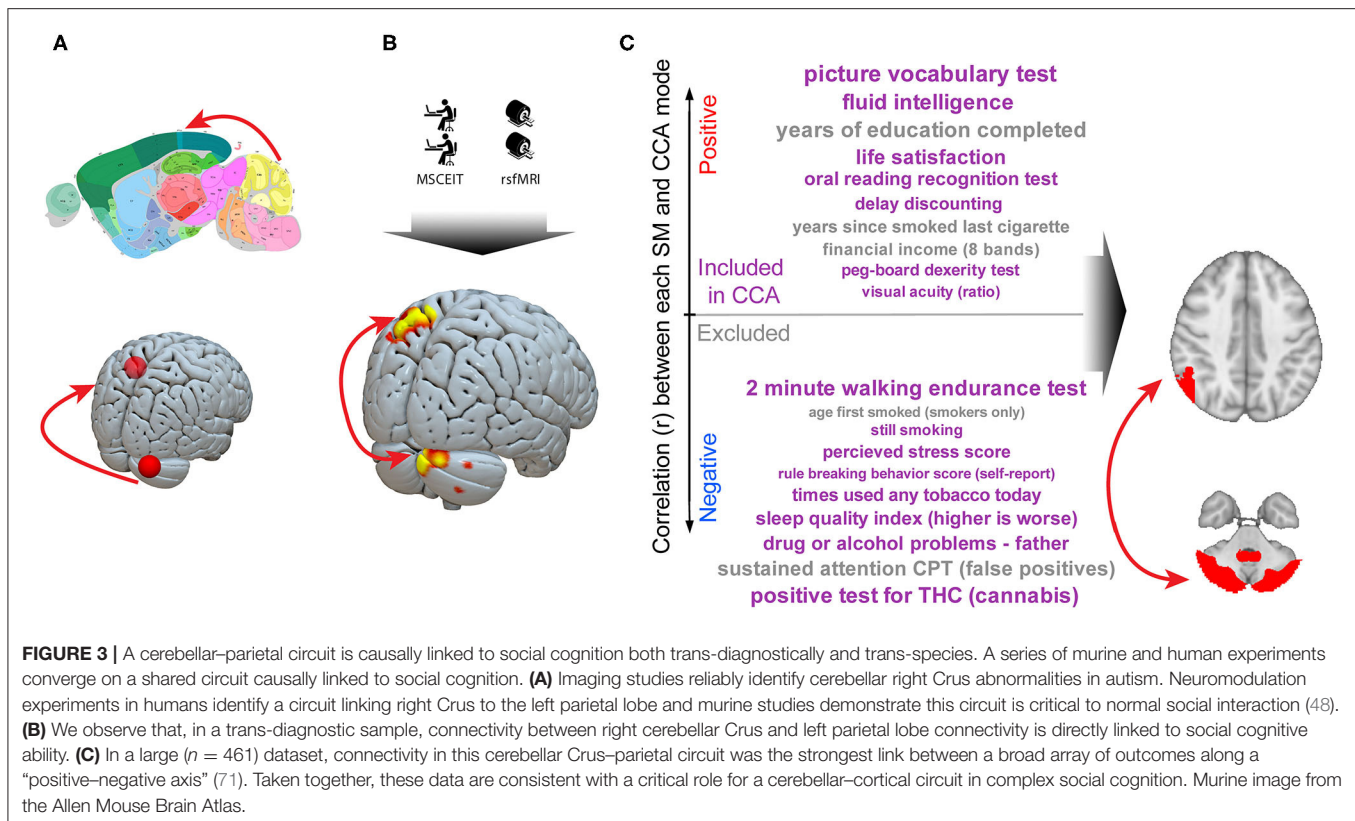 A
B
C
3
MSCEIT
rsfMRI
Correlation (r) between each SM and CCA mode
Positive
Negative
picture vocabulary test
fluid intelligence
years of education completed
life satisfaction
oral reading recognition test
delay discounting
years since smoked last cigarette
financial income (8 bands)
peg-board dexerity test
visual acuity (ratio)
Included
in CCA
Excluded
2 minute walking endurance test
age first smoked (smokers only)
still smoking
percieved stress score
rule breaking behavior score (self-report)
times used any tobacco today
sleep quality index (higher is worse)
drug or alcohol problems - father
sustained attention CPT (false positives)
positive test for THC (cannabis)
FIGURE 3 | A cerebellar–parietal circuit is causally linked to social cognition both trans-diagnostically and trans-species. A series of murine and human experiments
converge on a shared circuit causally linked to social cognition. (A) Imaging studies reliably identify cerebellar right Crus abnormalities in autism. Neuromodulation
experiments in humans identify a circuit linking right Crus to the left parietal lobe and murine studies demonstrate this circuit is critical to normal social interaction (48).
(B) We observe that, in a trans-diagnostic sample, connectivity between right cerebellar Crus and left parietal lobe connectivity is directly linked to social cognitive
ability. (C) In a large (n = 461) dataset, connectivity in this cerebellar Crus–parietal circuit was the strongest link between a broad array of outcomes along a
“positive–negative axis” (71). Taken together, these data are consistent with a critical role for a cerebellar–cortical circuit in complex social cognition. Murine image from
the Allen Mouse Brain Atlas.